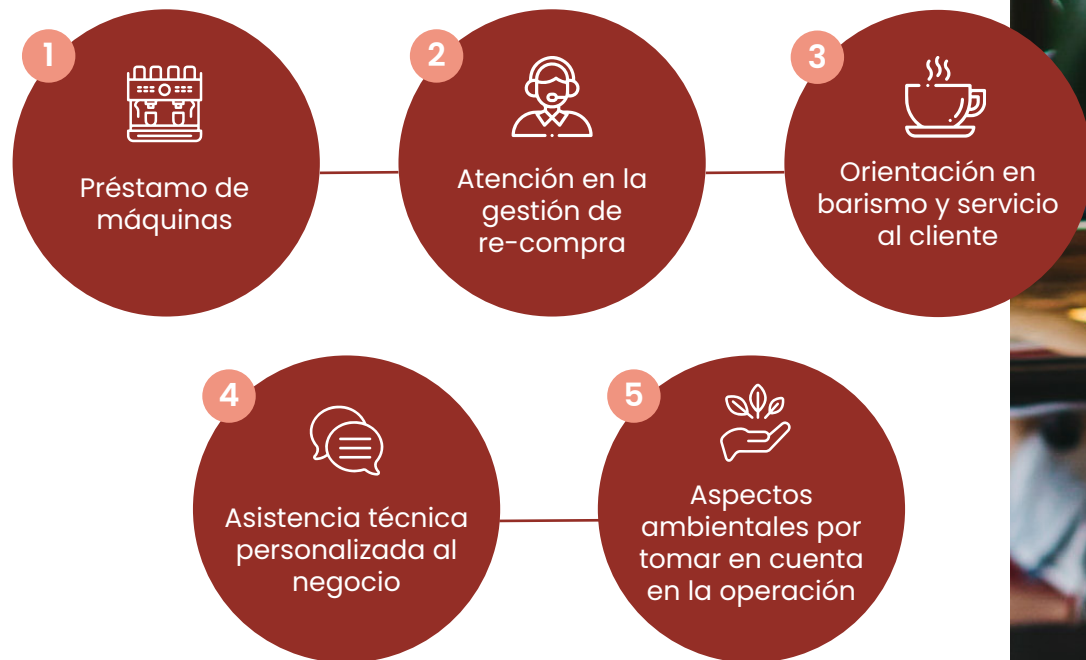 1
Préstamo de
máquinas
2
Atención en la
gestión de
re-compra
3
Orientación en
barismo y servicio
al cliente
4
Asistencia técnica
personalizada al
negocio
5
Aspectos
ambientales por
tomar en cuenta
en la operación